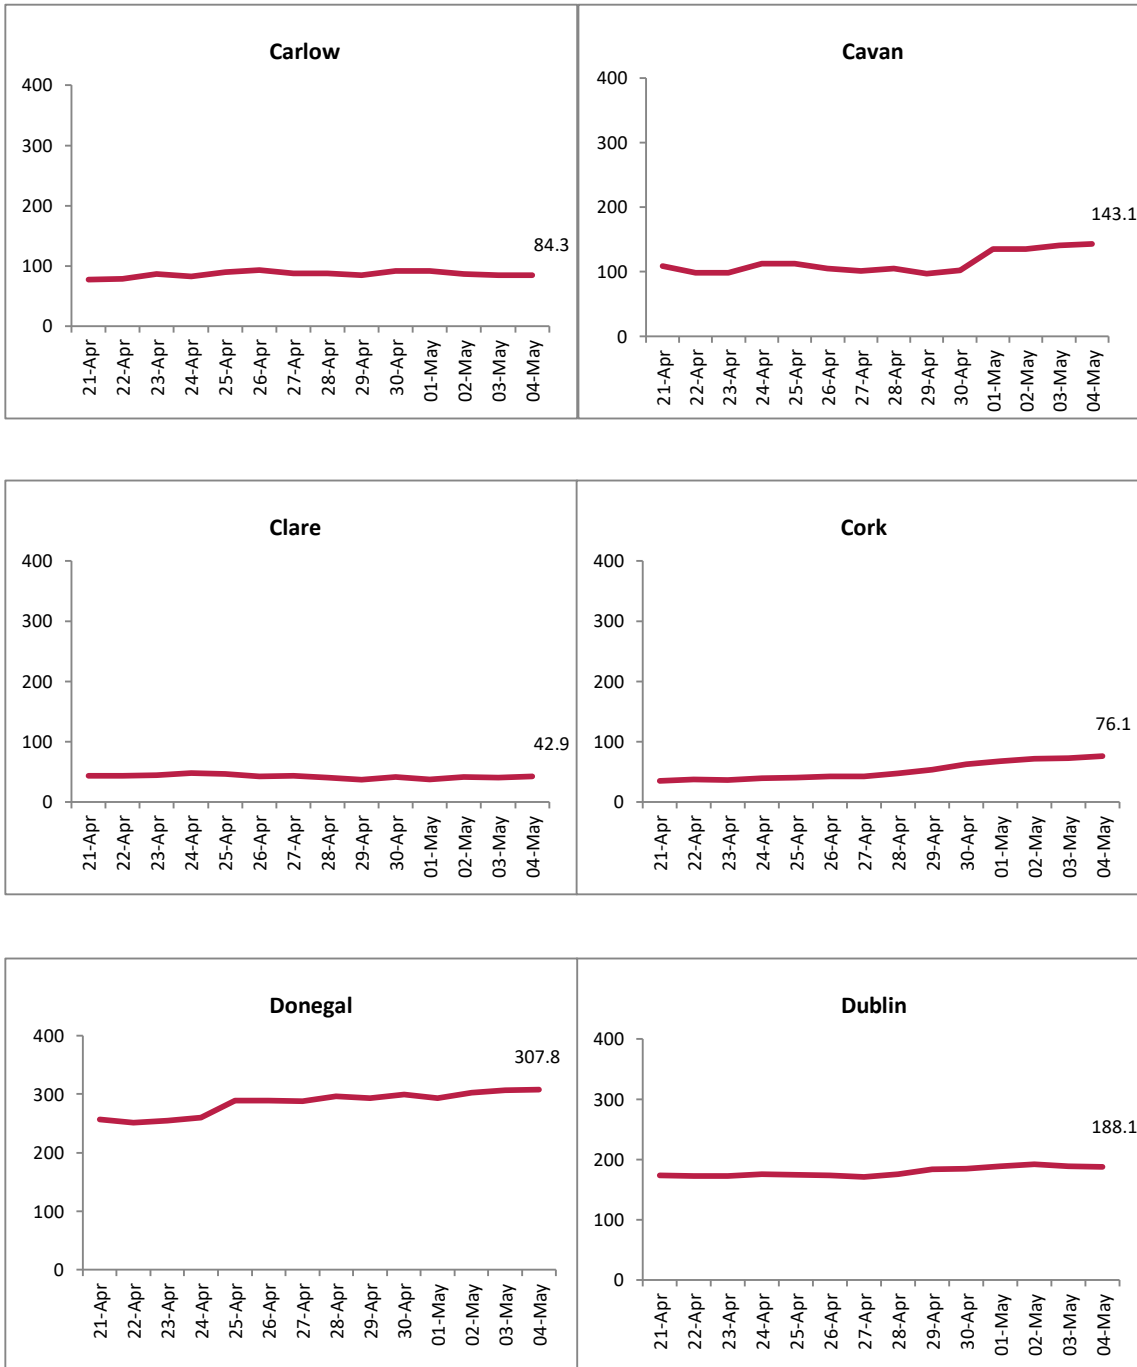 Carlow
400
300
200
100
0
84.3
21-Apr
22-Apr
23-Apr
24-Apr
25-Apr
26-Apr
27-Apr
28-Apr
29-Apr
30-Apr
01-May
02-May
03-May
04-May
Cavan
400
300
200
100
0
143.1
21-Apr
22-Apr
23-Apr
24-Apr
25-Apr
26-Apr
27-Apr
28-Apr
29-Apr
30-Apr
01-May
02-May
03-May
04-May
Clare
400
300
200
100
0
42.9
21-Apr
22-Apr
23-Apr
24-Apr
25-Apr
26-Apr
27-Apr
28-Apr
29-Apr
30-Apr
01-May
02-May
03-May
04-May
Cork
400
300
200
100
0
76.1
21-Apr
22-Apr
23-Apr
24-Apr
25-Apr
26-Apr
27-Apr
28-Apr
29-Apr
30-Apr
01-May
02-May
03-May
04-May
Donegal
400
300
200
100
0
307.8
21-Apr
22-Apr
23-Apr
24-Apr
25-Apr
26-Apr
27-Apr
28-Apr
29-Apr
30-Apr
01-May
02-May
03-May
04-May
Dublin
400
300
200
100
0
188.1
21-Apr
22-Apr
23-Apr
24-Apr
25-Apr
26-Apr
27-Apr
28-Apr
29-Apr
30-Apr
01-May
02-May
03-May
04-May